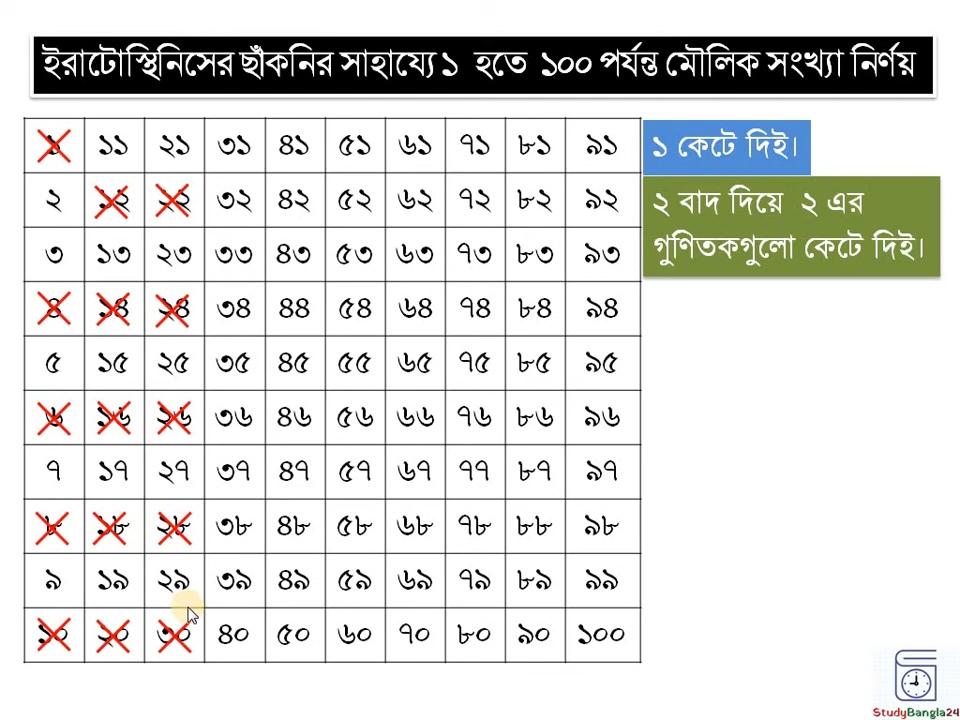 ইরাটোস্থিনিসের ছাঁকনির সাহায্যে ১ হতে ১০০ পর্যন্ত মৌলিক সংখ্যা নির্ণয়
১ ১১ ২১ ৩১ ৪১ ৫১ ৬১ ৭১ ৮১ ৯১
২ ১২ ২২ ৩২ ৪২ ৫২ ৬২ ৭২ ৮২ ৯২
৩ ১৩ ২৩ ৩৩ ৪৩ ৫৩ ৬৩ ৭৩ ৮৩ ৯৩
৪ ১৪ ২৪ ৩৪ ৪৪ ৫৪ ৬৪ ৭৪ ৮৪ ৯৪
৫ ১৫ ২৫ ৩৫ ৪৫ ৫৫ ৬৫ ৭৫ ৮৫ ৯৫
৬ ১৬ ২৬ ৩৬ ৪৬ ৫৬ ৬৬ ৭৬ ৮৬ ৯৬
৭ ১৭ ২৭ ৩৭ ৪৭ ৫৭ ৬৭ ৭৭ ৮৭ ৯৭
৮ ১৮ ২৮ ৩৮ ৪৮ ৫৮ ৬৮ ৭৮ ৮৮ ৯৮
৯ ১৯ ২৯ ৩৯ ৪৯ ৫৯ ৬৯ ৭৯ ৮৯ ৯৯
১০ ২০ ৩০ ৪০ ৫০ ৬০ ৭০ ৮০ ৯০ ১০০
১ কেটে দিই।
২ বাদ দিয়ে ২ এর
গুণিতকগুলো কেটে দিই।
StudyBangla24